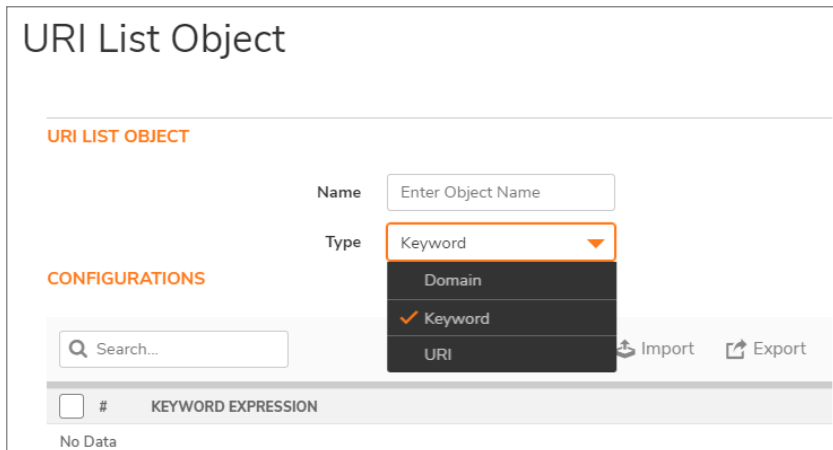 URI List Object
URI LIST OBJECT
Name Enter Object Name
Type Keyword
CONFIGURATIONS
Domain
Keyword
URI
Search...
Import Export
# KEYWORD EXPRESSION
No Data